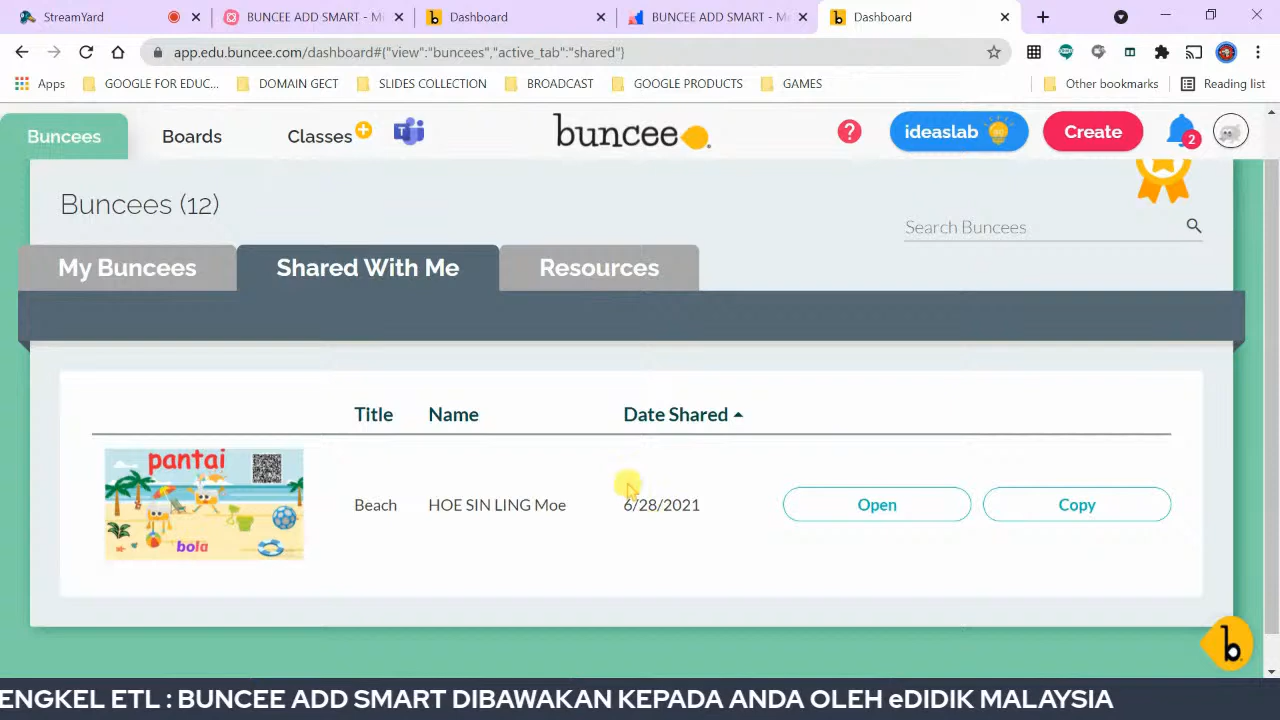 StreamYard
BUNCEE ADD SMART - M
Dashboard
BUNCEE ADD SMART - M
Dashboard
app.edu.buncee.com/dashboard#{"view":"buncees","active_tab":"shared"}
Apps
GOOGLE FOR EDUC...
DOMAIN GECT
SLIDES COLLECTION
BROADCAST
GOOGLE PRODUCTS
GAMES
Other bookmarks
Reading list
Buncees
Boards
Classes
buncee
?
ideaslab
Create
2
Buncees (12)
Search Buncees
My Buncees
Shared With Me
Resources
Title
Name
Date Shared
pantai
bola
Beach
HOE SIN LING Moe
6/28/2021
Open
Copy
b
ENGKEL ETL : BUNCEE ADD SMART DIBAWAKAN KEPADA ANDA OLEH eDIDIK MALAYSIA